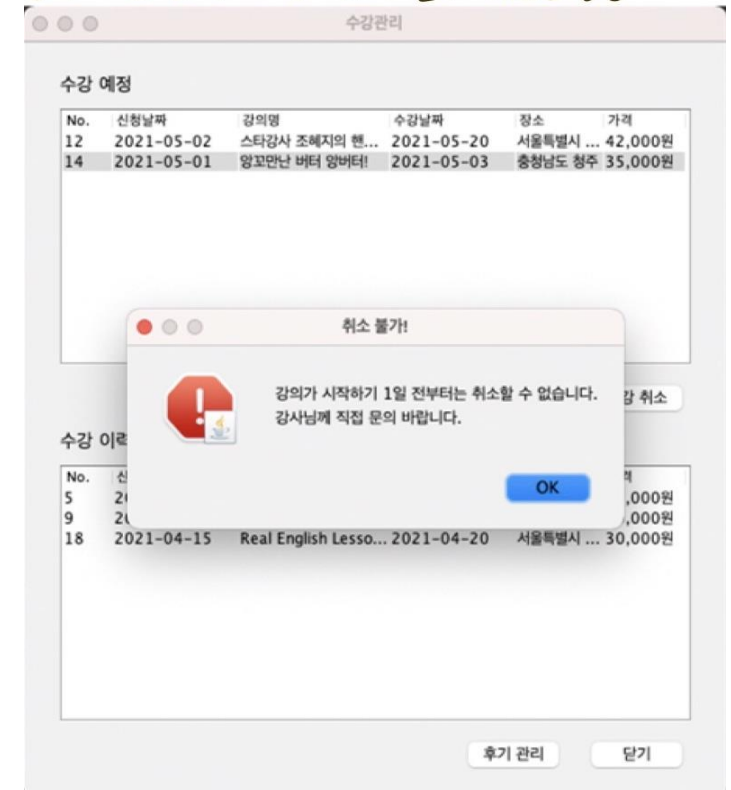 수강관리
수강 예정
No. 신청날짜 강의명 수강날짜 장소 가격
12 2021-05-02 스타강사 조혜지의 핸... 2021-05-20 서울특별시 ... 42,000원
14 2021-05-01 앙꼬만난 버터 앙버터! 2021-05-03 충청남도 청주 35,000원
취소 불가!
강의가 시작하기 1일 전부터는 취소할 수 없습니다.
강사님께 직접 문의 바랍니다.
취소
OK
수강 이력
No.
5 ,000원
9 ,000원
18 2021-04-15 Real English Lesso... 2021-04-20 서울특별시 ... 30,000원
후기 관리 닫기